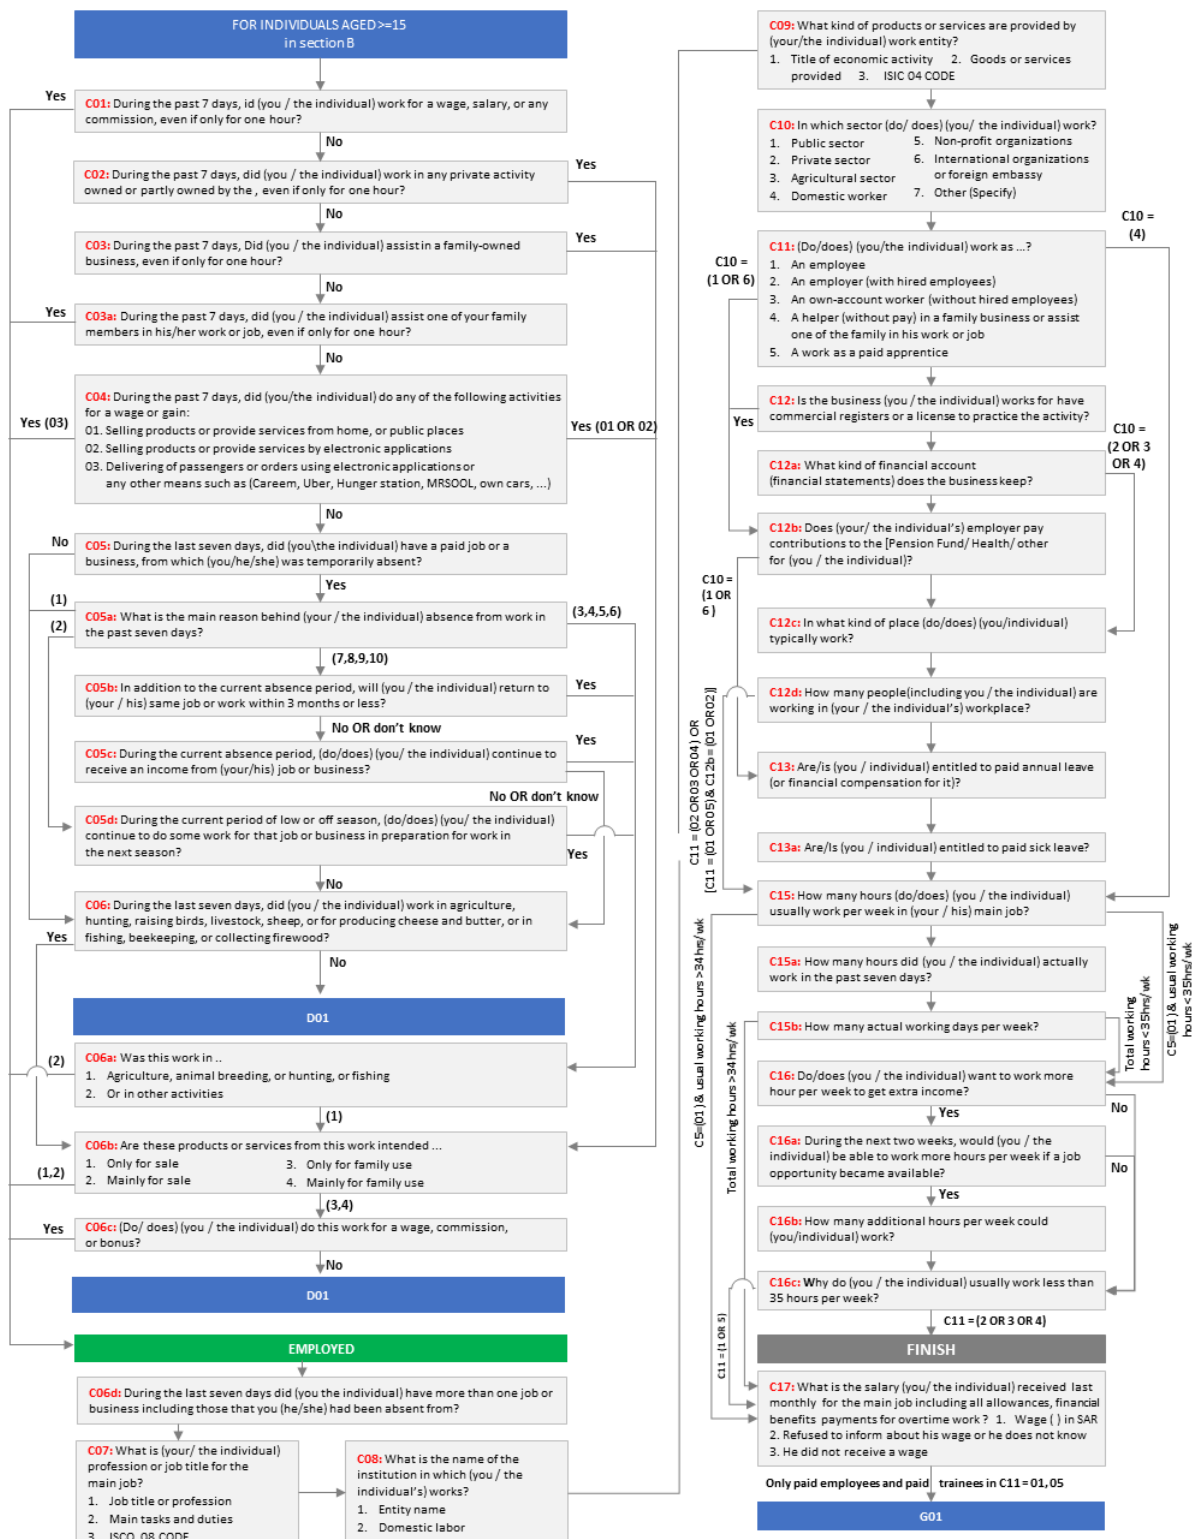 FOR INDIVIDUALS AGED >=15
in section B
Yes
C01: During the past 7 days, id (you / the individual) work for a wage, salary, or any
commission, even if only for one hour?
No
C02: During the past 7 days, did (you / the individual) work in any private activity
owned or partly owned by the , even if only for one hour?
Yes
No
C03: During the past 7 days, Did (you / the individual) assist in a family-owned
business, even if only for one hour?
Yes
No
Yes
C03a: During the past 7 days, did (you / the individual) assist one of your family
members in his/her work or job, even if only for one hour?
No
C04: During the past 7 days, did (you/the individual) do any of the following activities
for a wage or gain:
01. Selling products or provide services from home, or public places
02. Selling products or provide services by electronic applications
03. Delivering of passengers or orders using electronic applications or
any other means such as (Careem, Uber, Hunger station, MRSOOL, own cars, ...)
Yes (03)
Yes (01 OR 02)
No
No
C05: During the last seven days, did (you\the individual) have a paid job or a
business, from which (you/he/she) was temporarily absent?
Yes
(1)
(2)
C05a: What is the main reason behind (your / the individual) absence from work in
the past seven days?
(3,4,5,6)
(7,8,9,10)
C05b: In addition to the current absence period, will (you / the individual) return to
(your / his) same job or work within 3 months or less?
Yes
No OR don't know
C05c: During the current absence period, (do/does) (you/ the individual) continue to
receive an income from (your/his) job or business?
Yes
No OR don't know
C05d: During the current period of low or off season, (do/does) (you/ the individual)
continue to do some work for that job or business in preparation for work in
the next season?
Yes
No
C06: During the last seven days, did (you / the individual) work in agriculture,
hunting, raising birds, livestock, sheep, or for producing cheese and butter, or in
fishing, beekeeping, or collecting firewood?
Yes
No
D01
(2)
C06a: Was this work in ..
1. Agriculture, animal breeding, or hunting, or fishing
2. Or in other activities
(1)
C06b: Are these products or services from this work intended ...
1. Only for sale
2. Mainly for sale
3. Only for family use
4. Mainly for family use
(1,2)
(3,4)
Yes
C06c: (Do/ does) (you / the individual) do this work for a wage, commission,
or bonus?
No
D01
EMPLOYED
C06d: During the last seven days did (you the individual) have more than one job or
business including those that you (he/she) had been absent from?
C07: What is (your/ the individual)
profession or job title for the
main job?
1. Job title or profession
2. Main tasks and duties
3. ISCO_08 CODE
C08: What is the name of the
institution in which (you / the
individual's) works?
1. Entity name
2. Domestic labor
C09: What kind of products or services are provided by
(your/the individual) work entity?
1. Title of economic activity 2. Goods or services
provided 3. ISIC 04 CODE
C10: In which sector (do/ does) (you/ the individual) work?
1. Public sector
2. Private sector
3. Agricultural sector
4. Domestic worker
5. Non-profit organizations
6. International organizations
or foreign embassy
7. Other (Specify)
C10 =
(4)
C10 =
(1 OR 6)
C11: (Do/does) (you/the individual) work as ...?
1. An employee
2. An employer (with hired employees)
3. An own-account worker (without hired employees)
4. A helper (without pay) in a family business or assist
one of the family in his work or job
5. A work as a paid apprentice
C12: Is the business (you / the individual) works for have
commercial registers or a license to practice the activity?
Yes
C10 =
(2 OR 3
OR 4)
C12a: What kind of financial account
(financial statements) does the business keep?
C12b: Does (your/ the individual's) employer pay
contributions to the [Pension Fund/ Health/ other
for (you / the individual)?
C10 =
(1 OR
6 )
C12c: In what kind of place (do/does) (you/individual)
typically work?
C12d: How many people(including you / the individual) are
working in (your / the individual's) workplace?
C11 = (02 OR 03 OR 04) OR
[C11 = (01 OR 05) & C12b = (01 OR 02)]
C13: Are/is (you / individual) entitled to paid annual leave
(or financial compensation for it)?
C13a: Are/Is (you / individual) entitled to paid sick leave?
C15: How many hours (do/does) (you / the individual)
usually work per week in (your / his) main job?
C15a: How many hours did (you / the individual) actually
work in the past seven days?
C15b: How many actual working days per week?
C5=(01) & usual working hours >34hrs/wk
Total working hours >34hrs/wk
Total working
hours <35hrs/wk
C5=(01) & usual working
hours <35hrs/wk
C16: Do/does (you / the individual) want to work more
hour per week to get extra income?
Yes
No
C16a: During the next two weeks, would (you / the
individual) be able to work more hours per week if a job
opportunity became available?
No
Yes
C16b: How many additional hours per week could
(you/individual) work?
C16c: Why do (you / the individual) usually work less than
35 hours per week?
C11 = (1 OR 5)
C11 = (2 OR 3 OR 4)
FINISH
C17: What is the salary (you/ the individual) received last
monthly for the main job including all allowances, financial
benefits payments for overtime work ? 1. Wage ( ) in SAR
2. Refused to inform about his wage or he does not know
3. He did not receive a wage
Only paid employees and paid trainees in C11 = 01, 05
G01